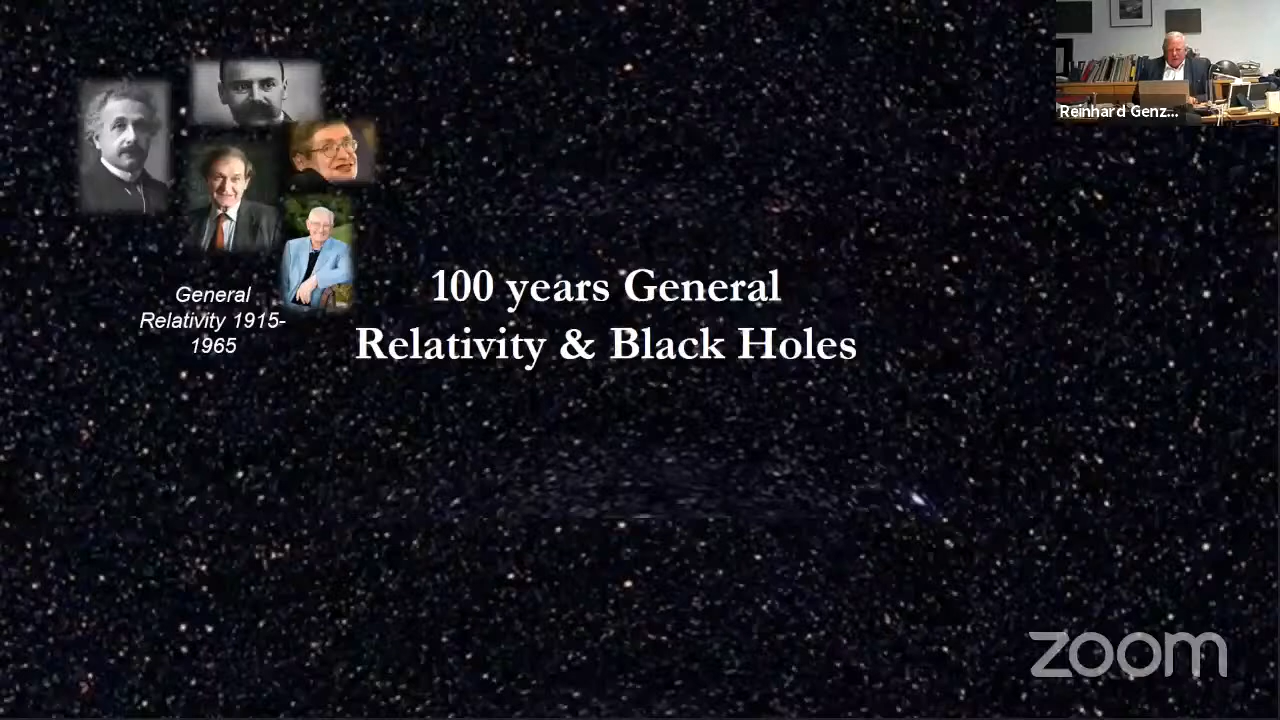 Reinhard Genz...
General
Relativity 1915-
1965
100 years General
Relativity & Black Holes
zoom